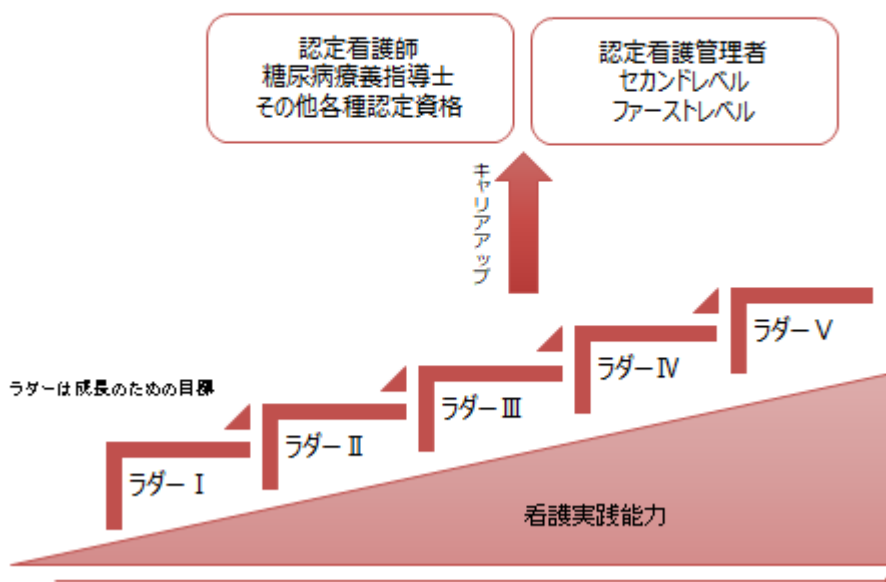 認定看護師
糖尿病療義指導士
その他各種認定資格
認定看護管理者
セカンドレベル
ファーストレベル
キャリアアップ
ラダーⅤ
ラダーⅣ
ラダーⅢ
ラダーⅡ
ラダーⅠ
ラダーは成長のための目標
看護実践能力